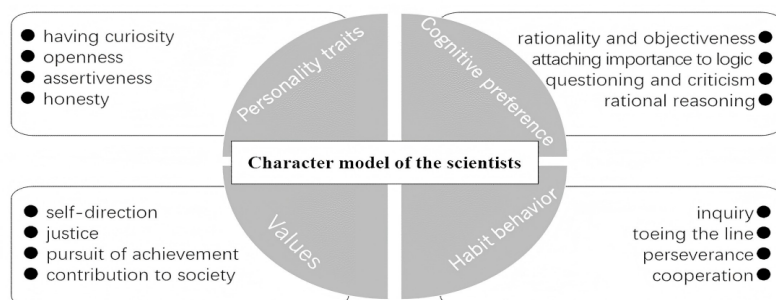 having curiosity
openness
assertiveness
honesty
Personality traits
Cognitive preference
rationality and objectiveness
attaching importance to logic
questioning and criticism
rational reasoning
Character model of the scientists
self-direction
justice
pursuit of achievement
contribution to society
Values
Habit behavior
inquiry
toeing the line
perseverance
cooperation